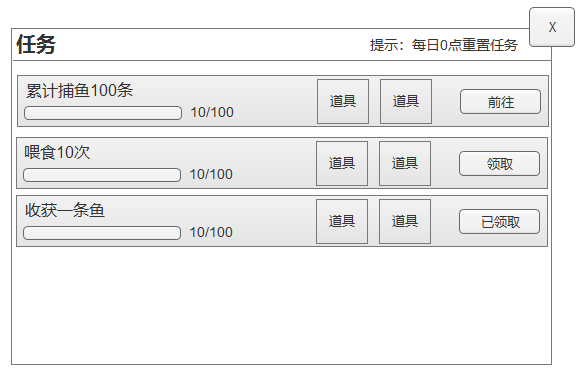 X
任务
提示：每日0点重置任务
累计捕鱼100条
10/100
道具
道具
前往
喂食10次
10/100
道具
道具
领取
收获一条鱼
10/100
道具
道具
已领取